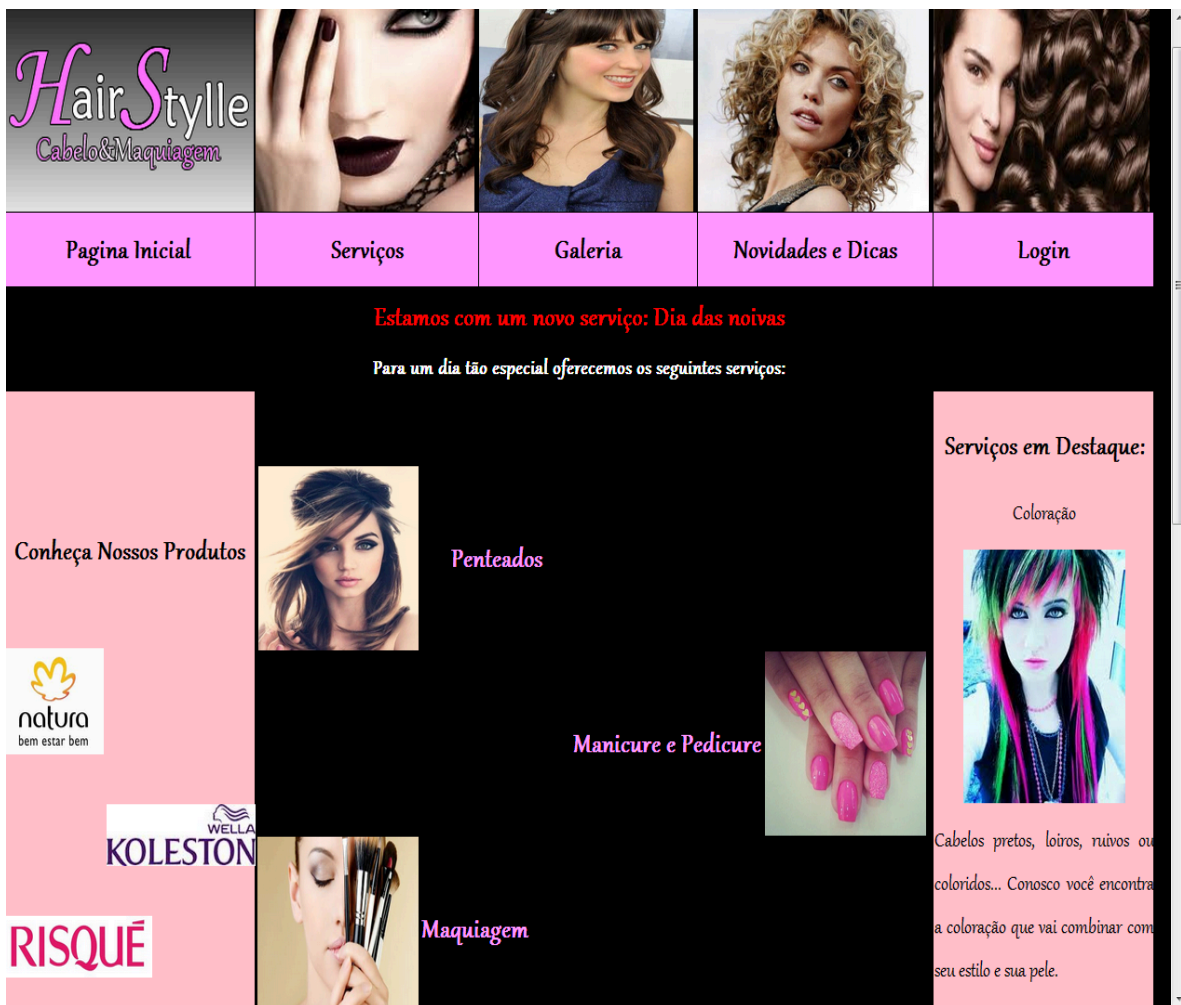 HairStylle
Cabelo&Maquiagem
Pagina Inicial
Serviços
Galeria
Novidades e Dicas
Login
Estamos com um novo serviço: Dia das noivas
Para um dia tão especial oferecemos os seguintes serviços:
Conheça Nossos Produtos
natura
bem estar bem
WELLA
KOLESTON
RISQUÉ
Penteados
Manicure e Pedicure
Maquiagem
Serviços em Destaque:
Coloração
Cabelos pretos, loiros, ruivos ou
coloridos... Conosco você encontra
a coloração que vai combinar com
seu estilo e sua pele.